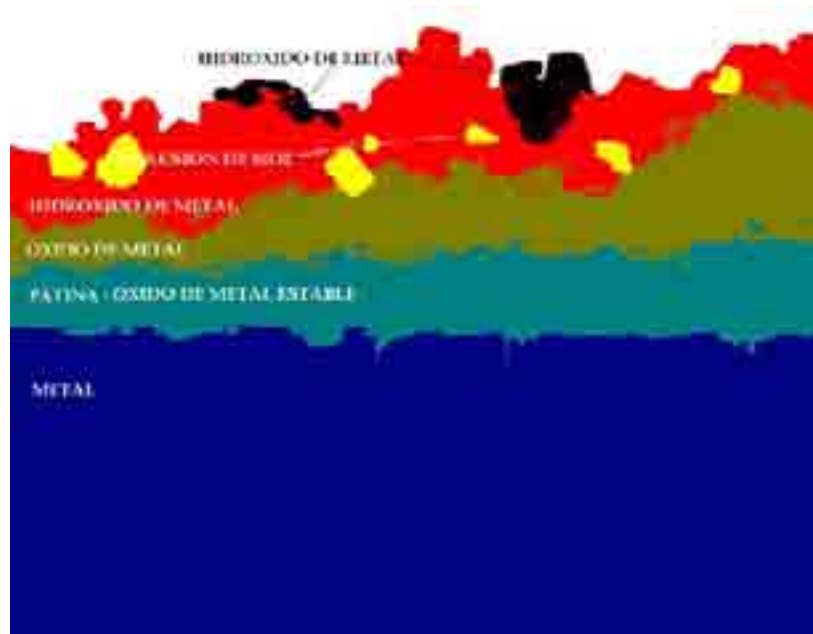 HIDROXIDO DE METAL
HIDROXIDO DE METAL
OXIDO DE METAL
PATINA - OXIDO DE METAL ESTABLE
METAL